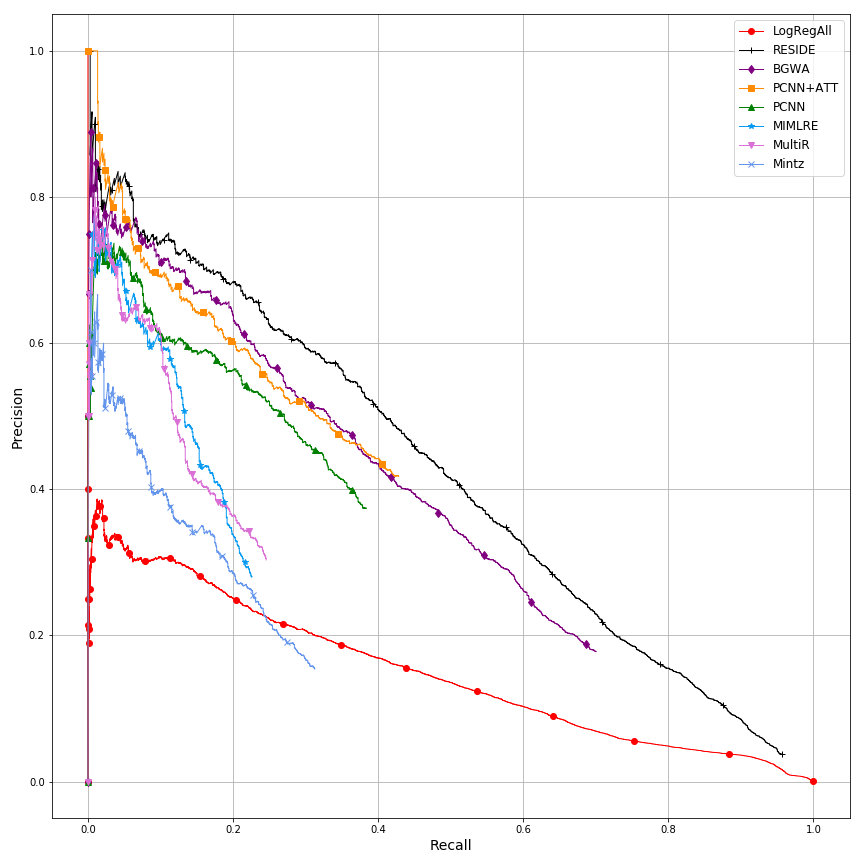 LogRegAll
RESIDE
BGWA
PCNN+ATT
PCNN
MIMLRE
MultiR
Mintz
1.0
0.8
0.6
0.4
0.2
0.0
Precision
0.0 0.2 0.4 0.6 0.8 1.0
Recall